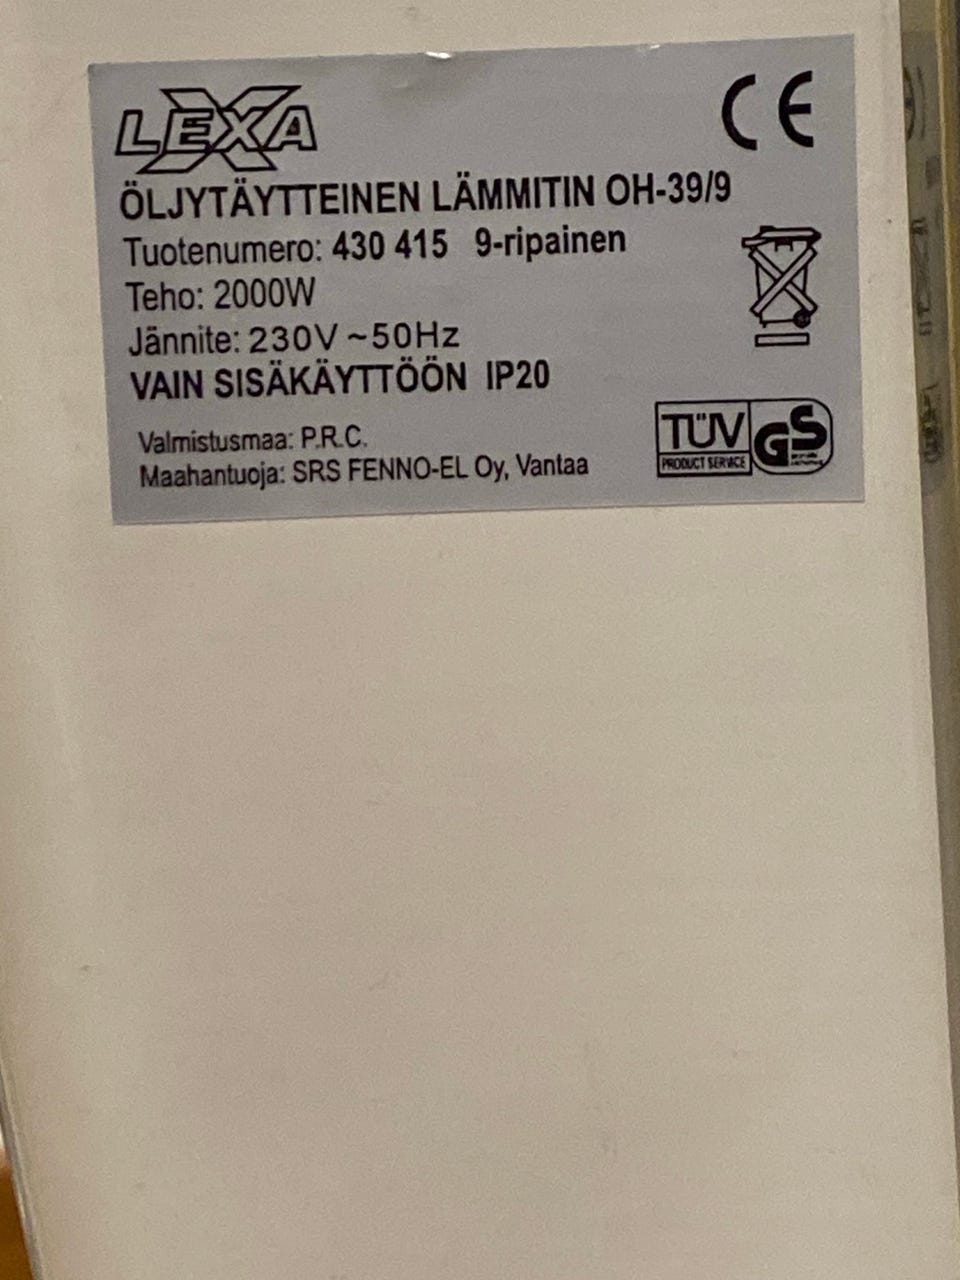 LEXA
CE
ÖLJYTÄYTTEINEN LÄMMITIN OH-39/9
Tuotenumero: 430 415 9-ripainen
Teho: 2000W
Jännite: 230V ~50Hz
VAIN SISÄKÄYTTÖÖN IP20
Valmistusmaa: P.R.C.
Maahantuoja: SRS FENNO-EL Oy, Vantaa
TÜV
PRODUCT SERVICE
GS